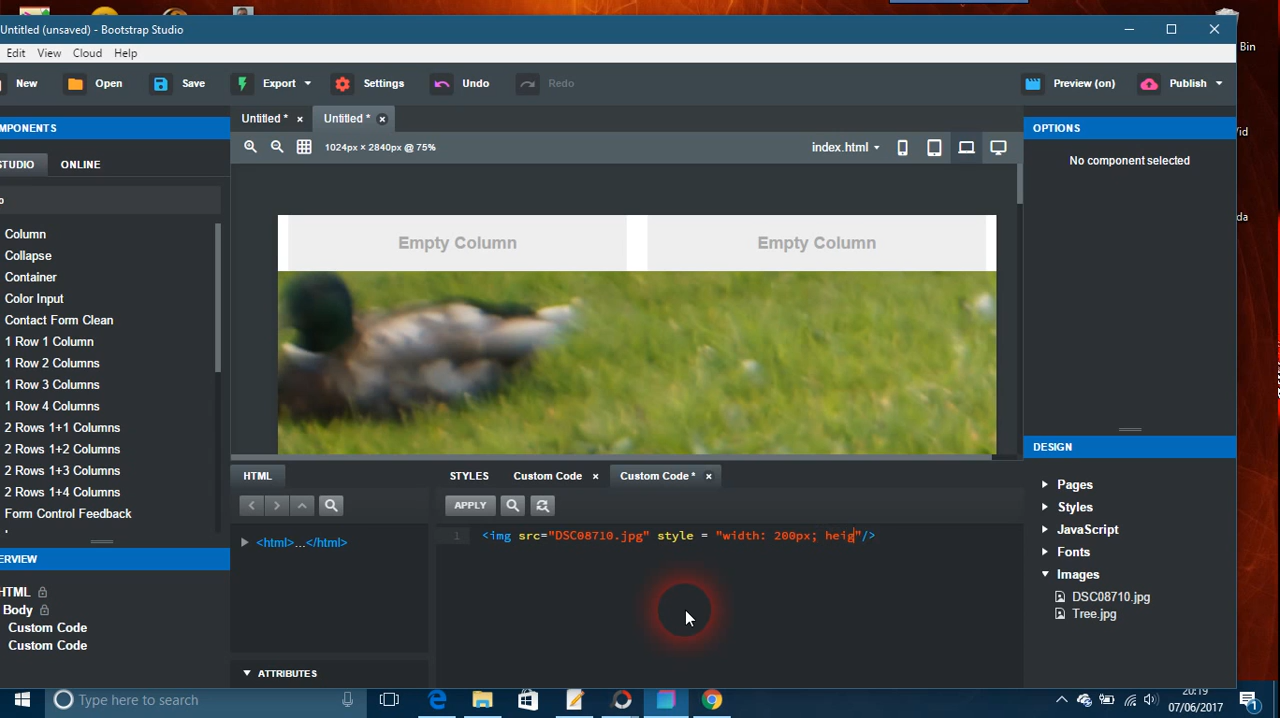 Untitled (unsaved) - Bootstrap Studio
Edit View Cloud Help
New Open Save Export Settings Undo Redo Preview (on) Publish
MPONENTS
Untitled * × Untitled * ×
OPTIONS
STUDIO ONLINE
1024px × 2840px @ 75%
index.html
No component selected
o
Column
Collapse
Container
Color Input
Contact Form Clean
1 Row 1 Column
1 Row 2 Columns
1 Row 3 Columns
1 Row 4 Columns
2 Rows 1+1 Columns
2 Rows 1+2 Columns
2 Rows 1+3 Columns
2 Rows 1+4 Columns
Form Control Feedback
Empty Column Empty Column
HTML
STYLES Custom Code × Custom Code * ×
APPLY
1 <img src="DSC08710.jpg" style = "width: 200px; heig"/>
<html>...</html>
ATTRIBUTES
ERVIEW
HTML
Body
Custom Code
Custom Code
DESIGN
Pages
Styles
JavaScript
Fonts
Images
DSC08710.jpg
Tree.jpg
Bin
Vid
da
Type here to search
20:19
07/06/2017
1